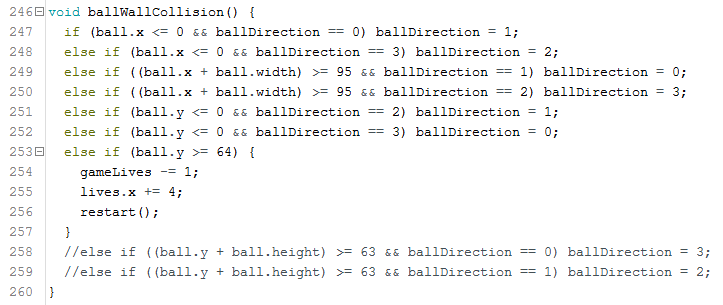 246 void ballWallCollision() {
247 if (ball.x <= 0 && ballDirection == 0) ballDirection = 1;
248 else if (ball.x <= 0 && ballDirection == 3) ballDirection = 2;
249 else if ((ball.x + ball.width) >= 95 && ballDirection == 1) ballDirection = 0;
250 else if ((ball.x + ball.width) >= 95 && ballDirection == 2) ballDirection = 3;
251 else if (ball.y <= 0 && ballDirection == 2) ballDirection = 1;
252 else if (ball.y <= 0 && ballDirection == 3) ballDirection = 0;
253 else if (ball.y >= 64) {
254 gameLives -= 1;
255 lives.x += 4;
256 restart();
257 }
258 //else if ((ball.y + ball.height) >= 63 && ballDirection == 0) ballDirection = 3;
259 //else if ((ball.y + ball.height) >= 63 && ballDirection == 1) ballDirection = 2;
260 }